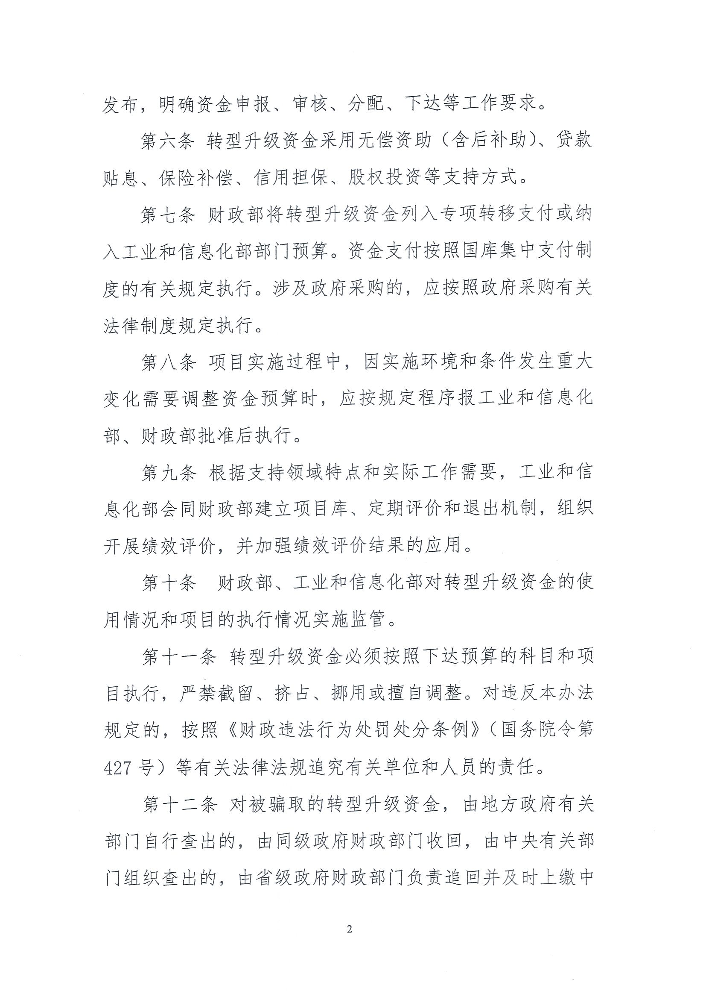 发布，明确资金申报、审核、分配、下达等工作要求。
第六条 转型升级资金采用无偿资助（含后补助）、贷款
贴息、保险补偿、信用担保、股权投资等支持方式。
第七条 财政部将转型升级资金列入专项转移支付或纳
入工业和信息化部部门预算。资金支付按照国库集中支付制
度的有关规定执行。涉及政府采购的，应按照政府采购有关
法律制度规定执行。
第八条 项目实施过程中，因实施环境和条件发生重大
变化需要调整资金预算时，应按规定程序报工业和信息化
部、财政部批准后执行。
第九条 根据支持领域特点和实际工作需要，工业和信
息化部会同财政部建立项目库、定期评价和退出机制，组织
开展绩效评价，并加强绩效评价结果的应用。
第十条 财政部、工业和信息化部对转型升级资金的使
用情况和项目的执行情况实施监管。
第十一条 转型升级资金必须按照下达预算的科目和项
目执行，严禁截留、挤占、挪用或擅自调整。对违反本办法
规定的，按照《财政违法行为处罚处分条例》（国务院令第
427 号）等有关法律法规追究有关单位和人员的责任。
第十二条 对被骗取的转型升级资金，由地方政府有关
部门自行查出的，由同级政府财政部门收回，由中央有关部
门组织查出的，由省级政府财政部门负责追回并及时上缴中
2